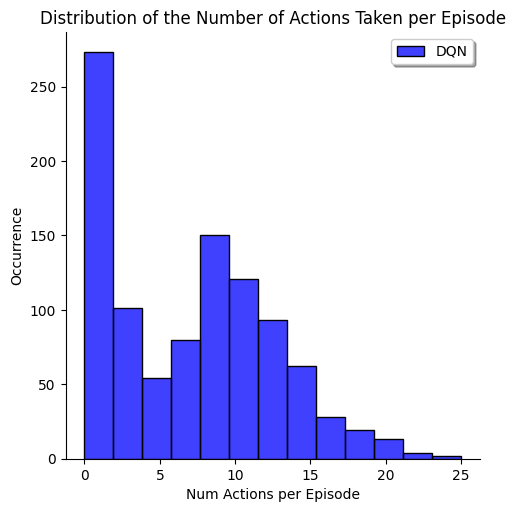 Distribution of the Number of Actions Taken per Episode
DQN
Occurrence
250
200
150
100
50
0
0 5 10 15 20 25
Num Actions per Episode